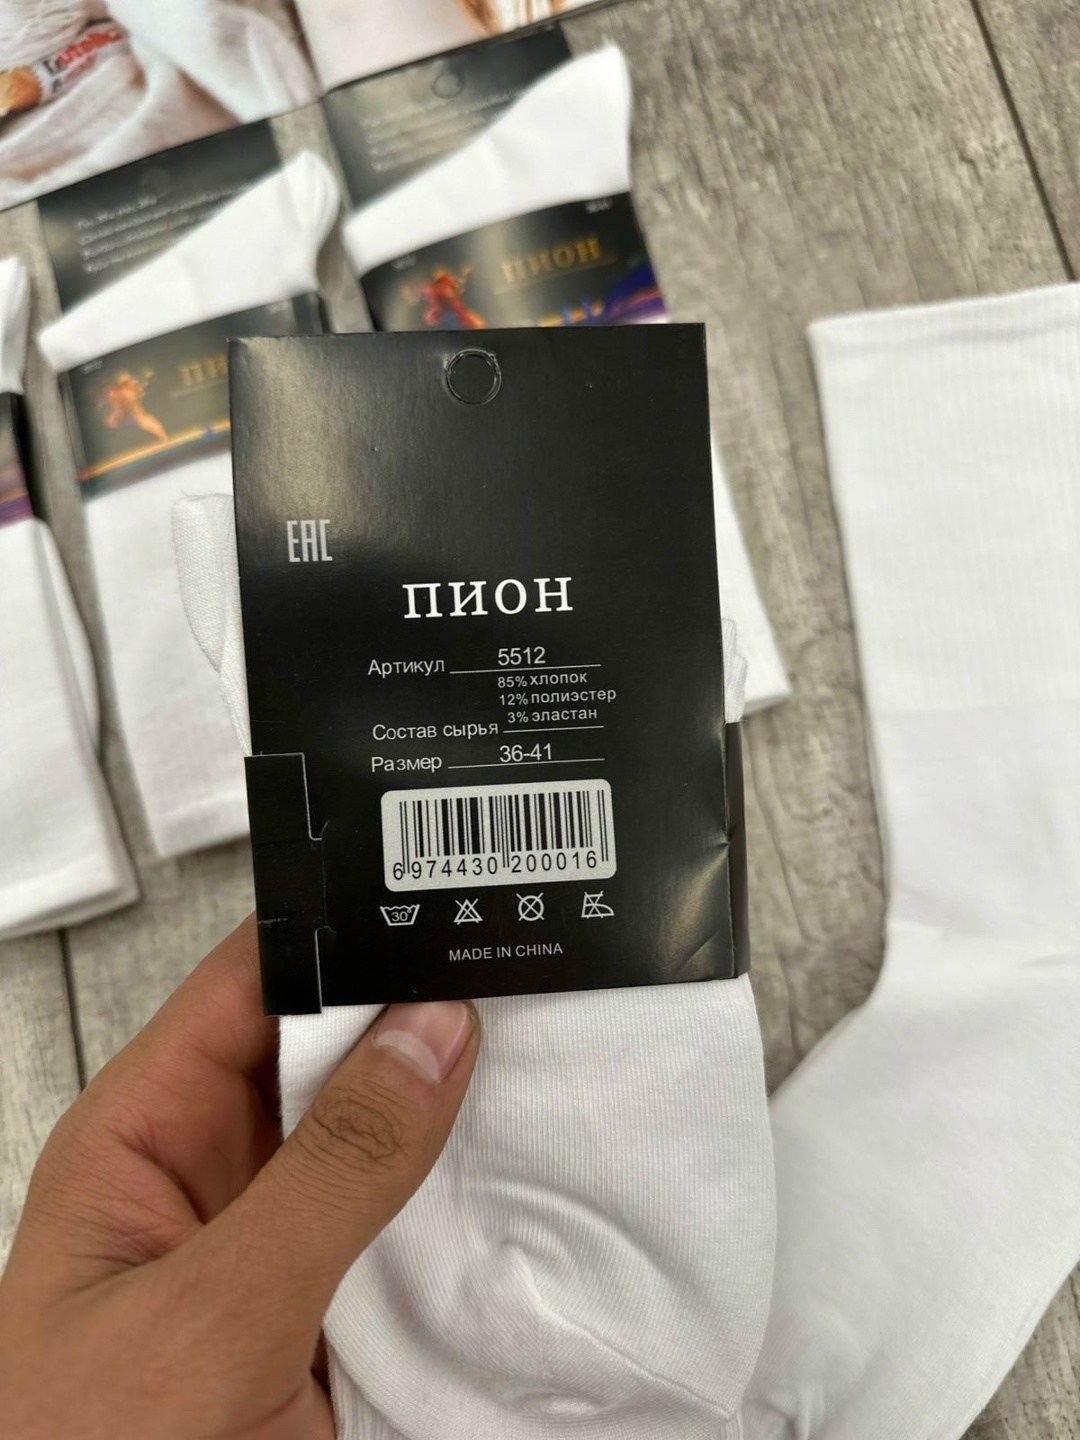 ПИОН
ПИ
EAC
ПИОН
Артикул 5512
85% хлопок
12% полиэстер
3% эластан
Состав сырья
Размер 36-41
6 974430 200016
30°
MADE IN CHINA